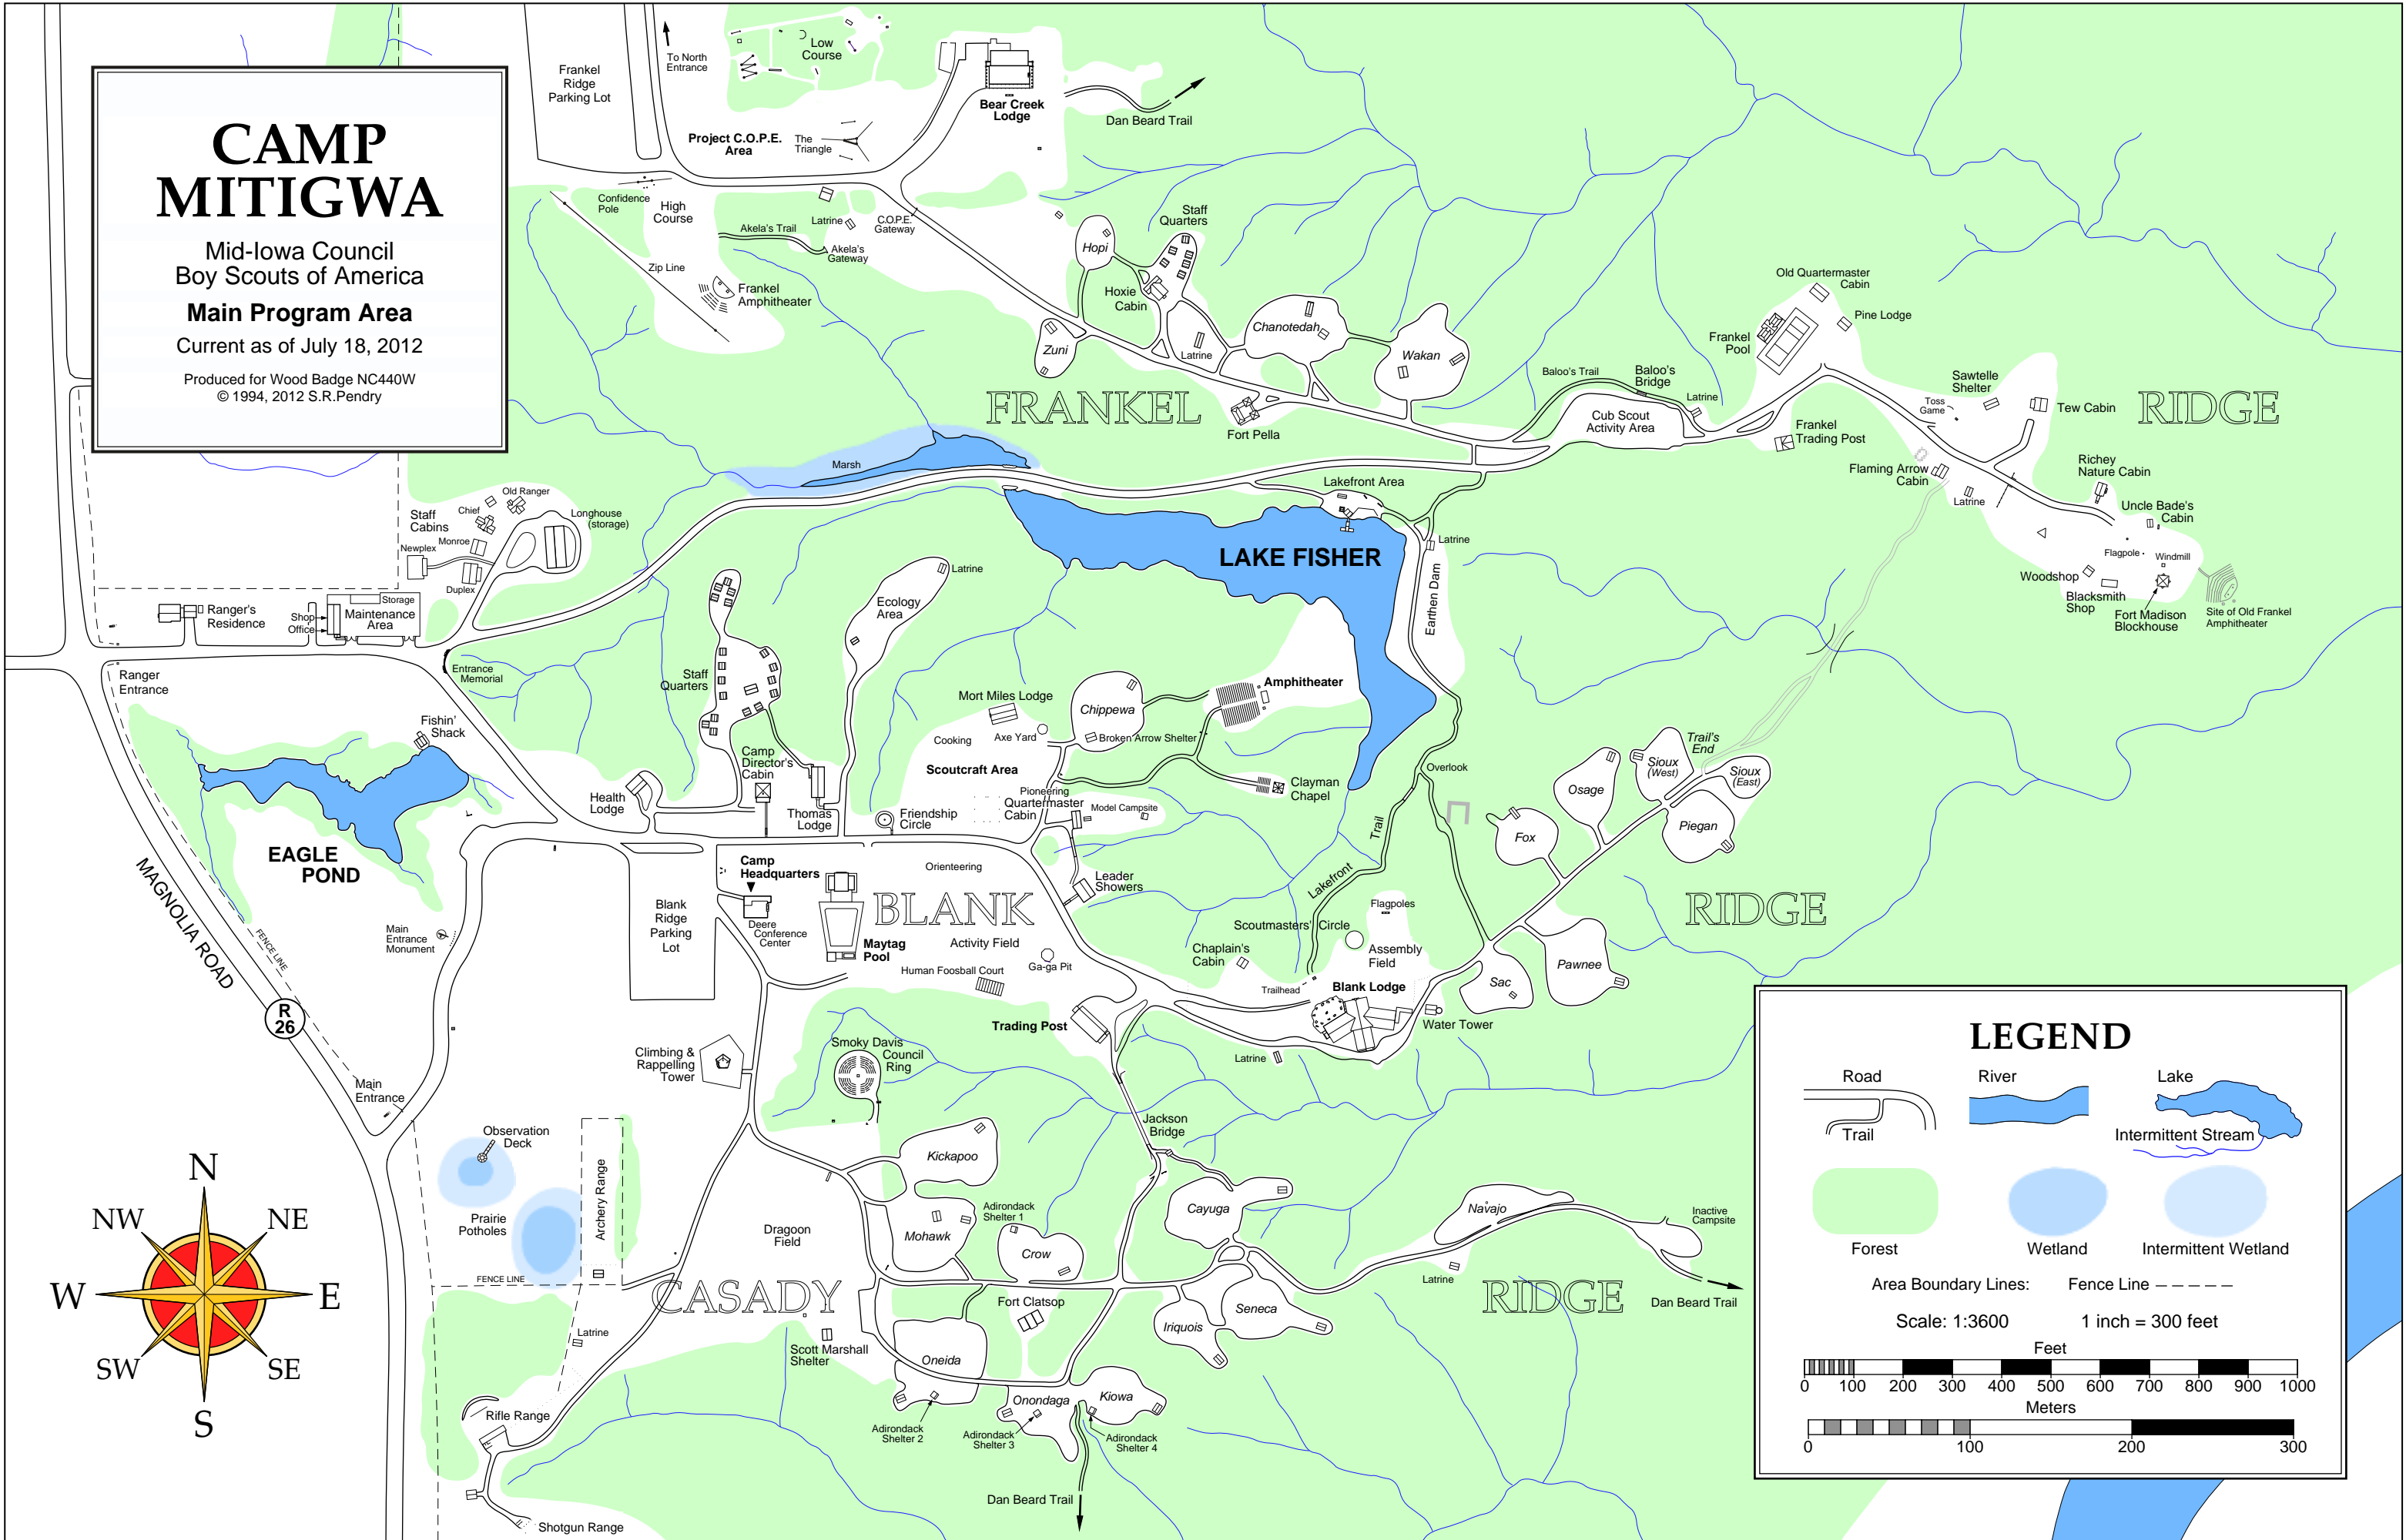 CAMP
MITIGWA
Mid-Iowa Council
Boy Scouts of America
Main Program Area
Current as of July 18, 2012
Produced for Wood Badge NC440W
© 1994, 2012 S.R.Pendry
Frankel
Ridge
Parking Lot
To North
Entrance
Low
Course
Bear Creek
Lodge
Dan Beard Trail
Project C.O.P.E.
Area
The
Triangle
Confidence
Pole
High
Course
Latrine
C.O.P.E.
Gateway
Akela's Trail
Akela's
Gateway
Zip Line
Frankel
Amphitheater
Hopi
Staff
Quarters
Hoxie
Cabin
Zuni
Latrine
Chanotedah
Wakan
Old Quartermaster
Cabin
Pine Lodge
Frankel
Pool
FRANKEL
Fort Pella
Baloo's Trail
Baloo's
Bridge
Latrine
Cub Scout
Activity Area
Frankel
Trading Post
Toss
Game
Sawtelle
Shelter
Tew Cabin
RIDGE
Flaming Arrow
Cabin
Latrine
Richey
Nature Cabin
Uncle Bade's
Cabin
Flagpole
Windmill
Woodshop
Blacksmith
Shop
Fort Madison
Blockhouse
Site of Old Frankel
Amphitheater
Marsh
Lakefront Area
LAKE FISHER
Latrine
Earthen Dam
Old Ranger
Staff
Cabins
Chief
Longhouse
(storage)
Monroe
Newplex
Duplex
Ranger's
Residence
Shop
Office
Storage
Maintenance
Area
Ranger
Entrance
Entrance
Memorial
Fishin'
Shack
EAGLE
POND
MAGNOLIA ROAD
FENCE LINE
R
26
Main
Entrance
Monument
Main
Entrance
Latrine
Ecology
Area
Staff
Quarters
Camp
Director's
Cabin
Health
Lodge
Thomas
Lodge
Friendship
Circle
Mort Miles Lodge
Cooking
Axe Yard
Scoutcraft Area
Pioneering
Quartermaster
Cabin
Model Campsite
Chippewa
Broken Arrow Shelter
Amphitheater
Clayman
Chapel
Overlook
Lakefront
Trail
Trail's
End
Sioux
(West)
Sioux
(East)
Osage
Piegan
Fox
Blank
Ridge
Parking
Lot
Camp
Headquarters
Deere
Conference
Center
Maytag
Pool
Orienteering
BLANK
RIDGE
Activity Field
Human Foosball Court
Ga-ga Pit
Leader
Showers
Trading Post
Chaplain's
Cabin
Scoutmasters' Circle
Flagpoles
Assembly
Field
Trailhead
Blank Lodge
Water Tower
Latrine
Sac
Pawnee
Climbing &
Rappelling
Tower
Smoky Davis
Council
Ring
Jackson
Bridge
Observation
Deck
Prairie
Potholes
Archery Range
FENCE LINE
Dragoon
Field
Kickapoo
Mohawk
Adirondack
Shelter 1
Crow
Cayuga
Navajo
Inactive
Campsite
Latrine
Dan Beard Trail
CASADY
RIDGE
Fort Clatsop
Seneca
Iriquois
Scott Marshall
Shelter
Oneida
Onondaga
Kiowa
Adirondack
Shelter 2
Adirondack
Shelter 3
Adirondack
Shelter 4
Dan Beard Trail
Latrine
Rifle Range
Shotgun Range
N
NW
NE
W
E
SW
SE
S
LEGEND
Road
River
Lake
Trail
Intermittent Stream
Forest
Wetland
Intermittent Wetland
Area Boundary Lines:
Fence Line
Scale: 1:3600
1 inch = 300 feet
Feet
0 100 200 300 400 500 600 700 800 900 1000
Meters
0 100 200 300